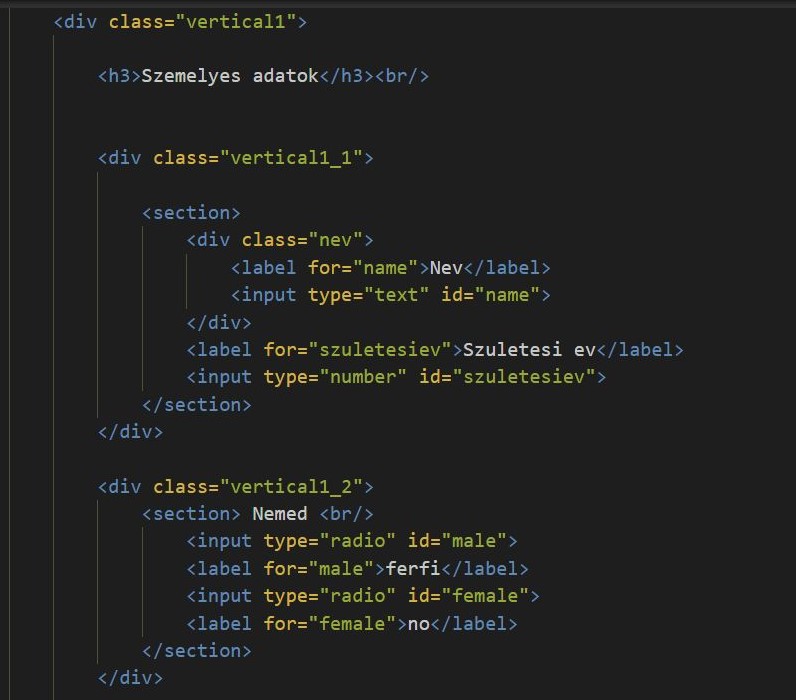 <div class="vertical1">
<h3>Szemelyes adatok</h3><br/>
<div class="vertical1_1">
<section>
<div class="nev">
<label for="name">Nev</label>
<input type="text" id="name">
</div>
<label for="szuletesiev">Szuletesi ev</label>
<input type="number" id="szuletesiev">
</section>
</div>
<div class="vertical1_2">
<section> Nemed <br/>
<input type="radio" id="male">
<label for="male">ferfi</label>
<input type="radio" id="female">
<label for="female">no</label>
</section>
</div>